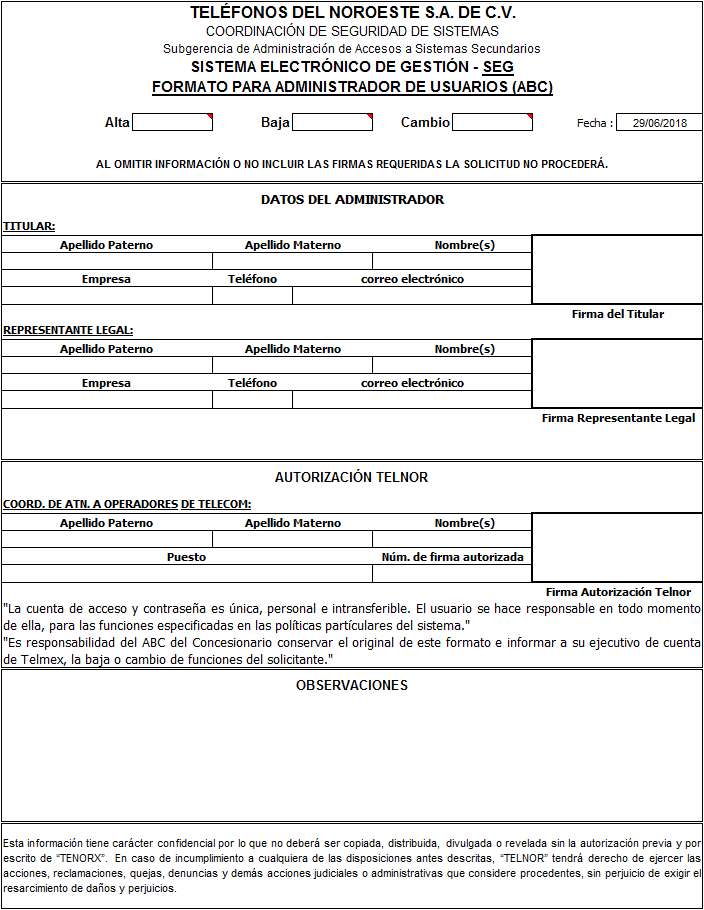 TELÉFONOS DEL NOROESTE S.A. DE C.V.
COORDINACIÓN DE SEGURIDAD DE SISTEMAS
Subgerencia de Administración de Accesos a Sistemas Secundarios
SISTEMA ELECTRÓNICO DE GESTIÓN - SEG
FORMATO PARA ADMINISTRADOR DE USUARIOS (ABC)
Alta Baja Cambio Fecha : 29/06/2018
AL OMITIR INFORMACIÓN O NO INCLUIR LAS FIRMAS REQUERIDAS LA SOLICITUD NO PROCEDERÁ.
DATOS DEL ADMINISTRADOR
TITULAR:
Apellido Paterno Apellido Materno Nombre(s)
Empresa Teléfono correo electrónico
Firma del Titular
REPRESENTANTE LEGAL:
Apellido Paterno Apellido Materno Nombre(s)
Empresa Teléfono correo electrónico
Firma Representante Legal
AUTORIZACIÓN TELNOR
COORD. DE ATN. A OPERADORES DE TELECOM:
Apellido Paterno Apellido Materno Nombre(s)
Puesto Núm. de firma autorizada
Firma Autorización Telnor
"La cuenta de acceso y contraseña es única, personal e intransferible. El usuario se hace responsable en todo momento
de ella, para las funciones especificadas en las políticas partículares del sistema."
"Es responsabilidad del ABC del Concesionario conservar el original de este formato e informar a su ejecutivo de cuenta
de Telmex, la baja o cambio de funciones del solicitante."
OBSERVACIONES
Esta información tiene carácter confidencial por lo que no deberá ser copiada, distribuida, divulgada o revelada sin la autorización previa y por
escrito de “TENORX”. En caso de incumplimiento a cualquiera de las disposiciones antes descritas, “TELNOR” tendrá derecho de ejercer las
acciones, reclamaciones, quejas, denuncias y demás acciones judiciales o administrativas que considere procedentes, sin perjuicio de exigir el
resarcimiento de daños y perjuicios.